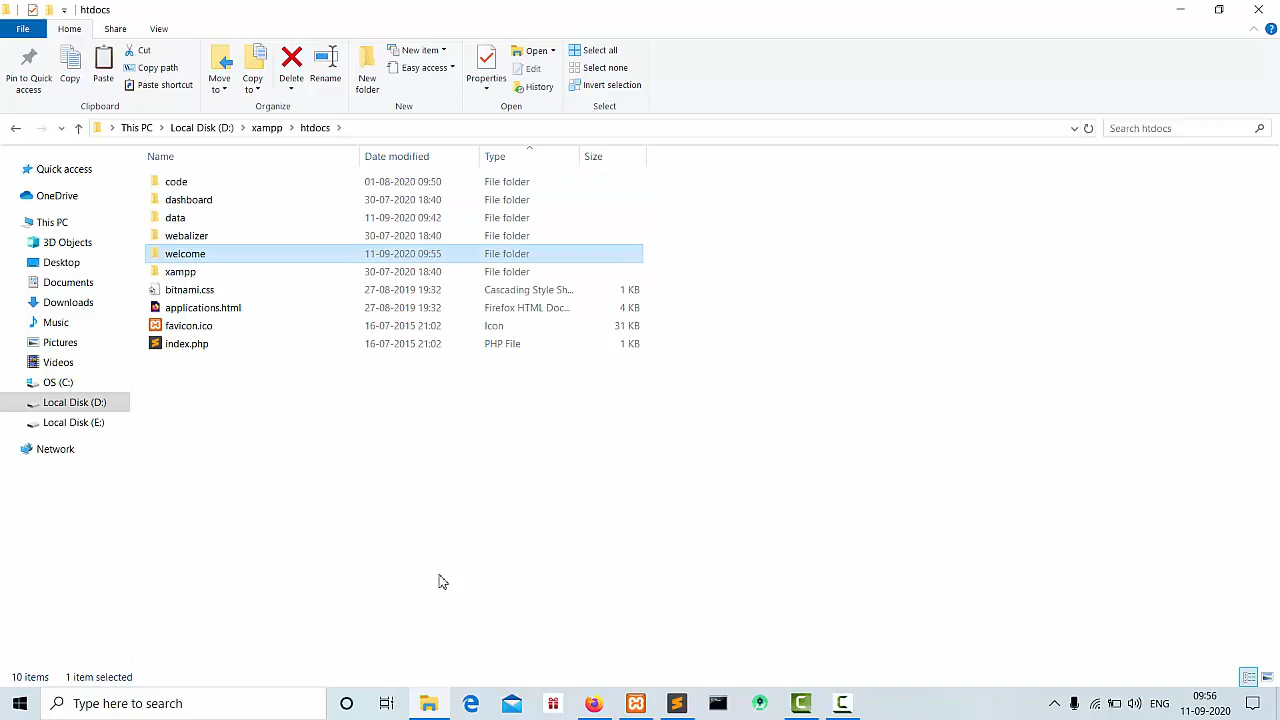 htdocs
File Home Share View
Pin to Quick access
Copy
Paste
Cut
Copy path
Paste shortcut
Clipboard
Move to
Copy to
Delete
Rename
Organize
New folder
New item
Easy access
New
Properties
Open
Edit
History
Open
Select all
Select none
Invert selection
Select
This PC Local Disk (D:) xampp htdocs
Search htdocs
Name Date modified Type Size
code 01-08-2020 09:50 File folder
dashboard 30-07-2020 18:40 File folder
data 11-09-2020 09:42 File folder
webalizer 30-07-2020 18:40 File folder
welcome 11-09-2020 09:55 File folder
xampp 30-07-2020 18:40 File folder
bitnami.css 27-08-2019 19:32 Cascading Style Sh... 1 KB
applications.html 27-08-2019 19:32 Firefox HTML Doc... 4 KB
favicon.ico 16-07-2015 21:02 Icon 31 KB
index.php 16-07-2015 21:02 PHP File 1 KB
Quick access
OneDrive
This PC
3D Objects
Desktop
Documents
Downloads
Music
Pictures
Videos
OS (C:)
Local Disk (D:)
Local Disk (E:)
Network
10 items 1 item selected
Type here to search
ENG
09:56
11-09-2020